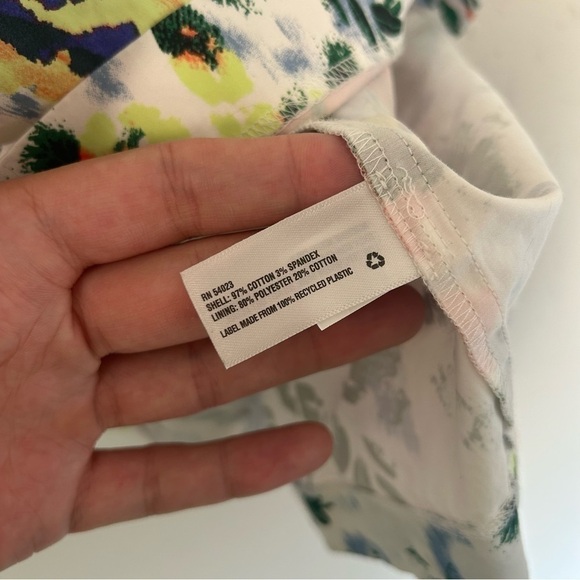 RN 54023
SHELL: 97% COTTON 3% SPANDEX
LINING: 80% POLYESTER 20% COTTON
LABEL MADE FROM 100% RECYCLED PLASTIC